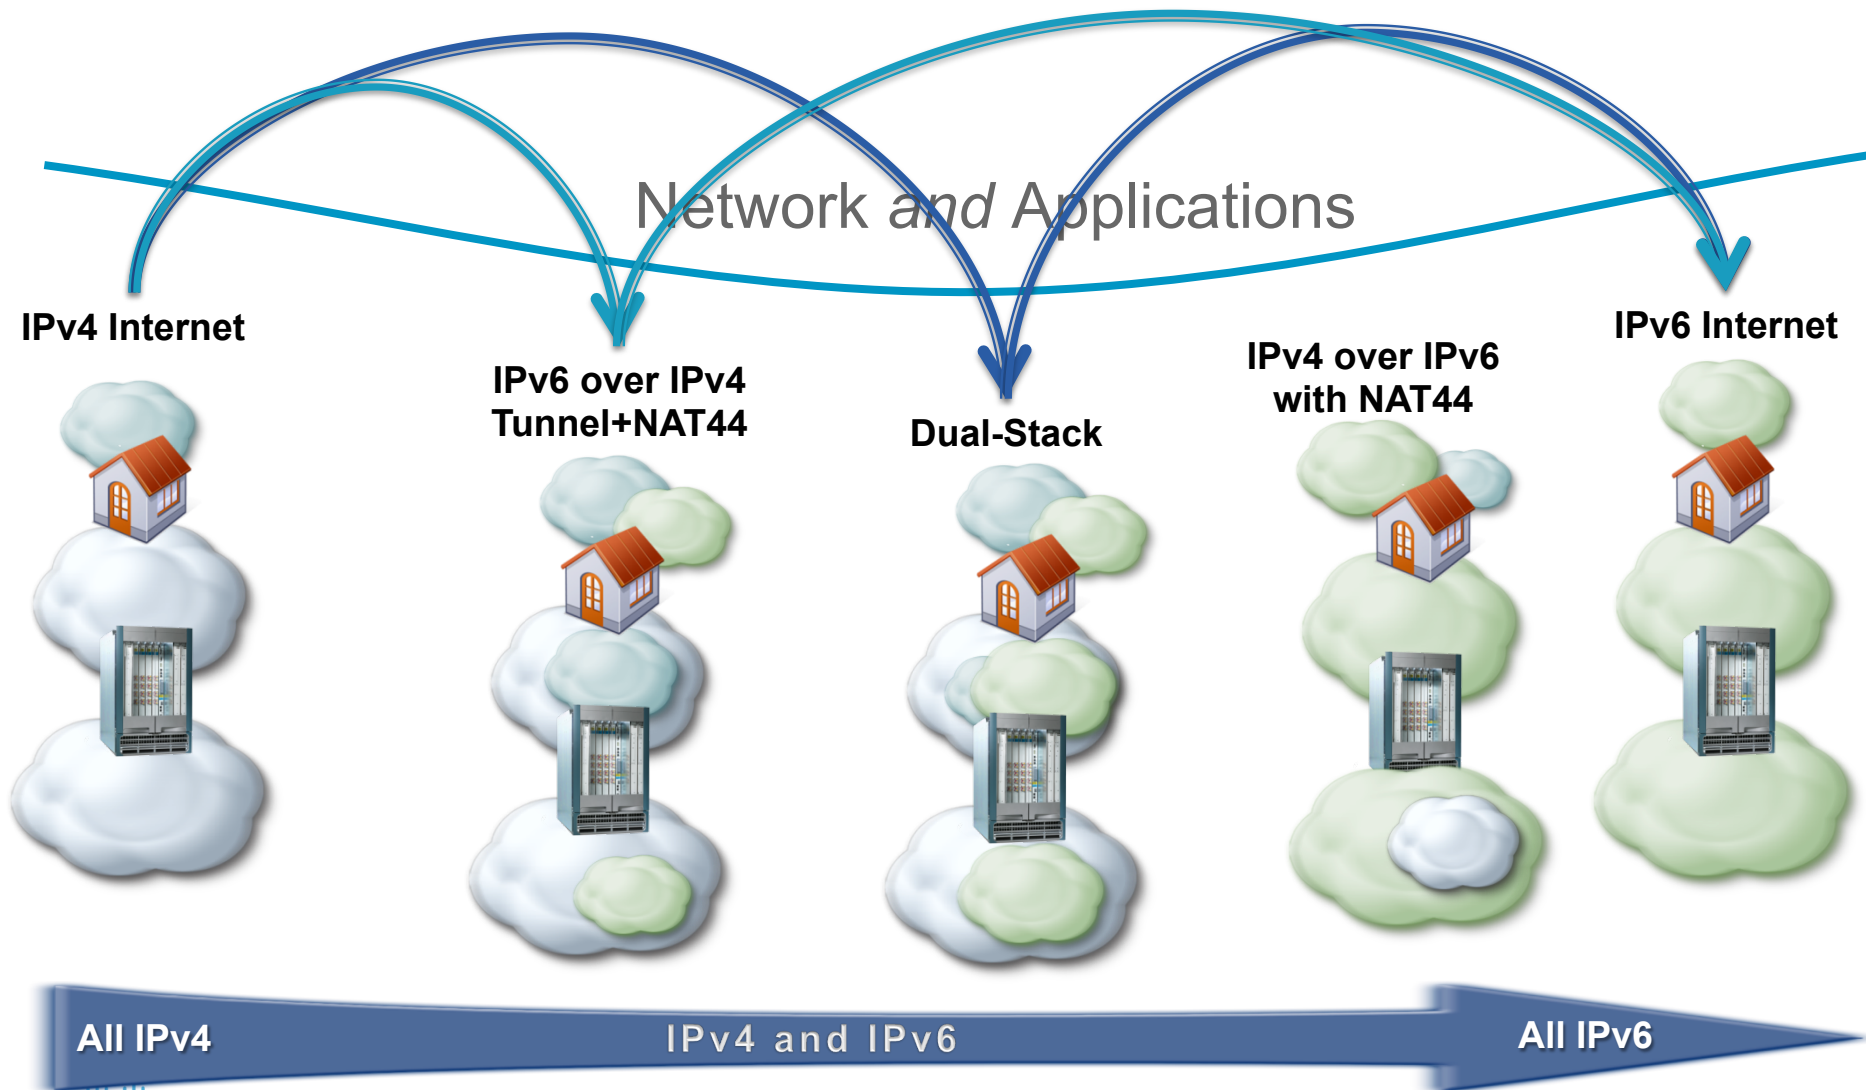 Network and Applications
IPv4 Internet
IPv6 over IPv4
Tunnel+NAT44
Dual-Stack
IPv4 over IPv6
with NAT44
IPv6 Internet
All IPv4
IPv4 and IPv6
All IPv6